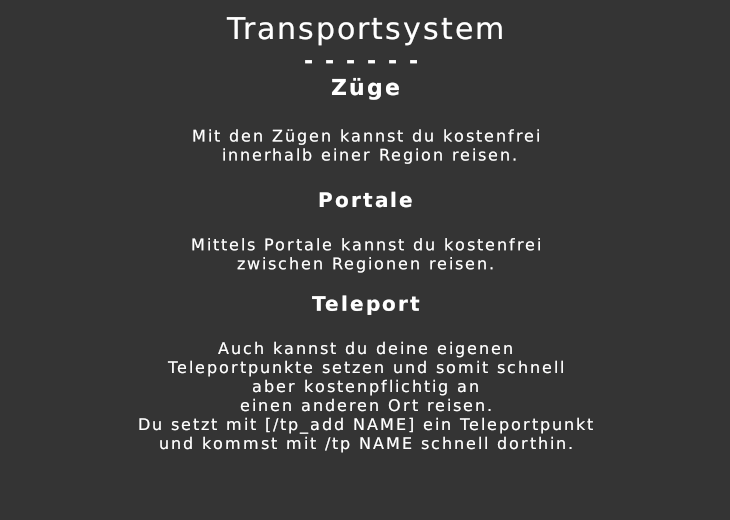 Transportsystem
- - - - - -
Züge
Mit den Zügen kannst du kostenfrei
innerhalb einer Region reisen.
Portale
Mittels Portale kannst du kostenfrei
zwischen Regionen reisen.
Teleport
Auch kannst du deine eigenen
Teleportpunkte setzen und somit schnell
aber kostenpflichtig an
einen anderen Ort reisen.
Du setzt mit [/tp_add NAME] ein Teleportpunkt
und kommst mit /tp NAME schnell dorthin.